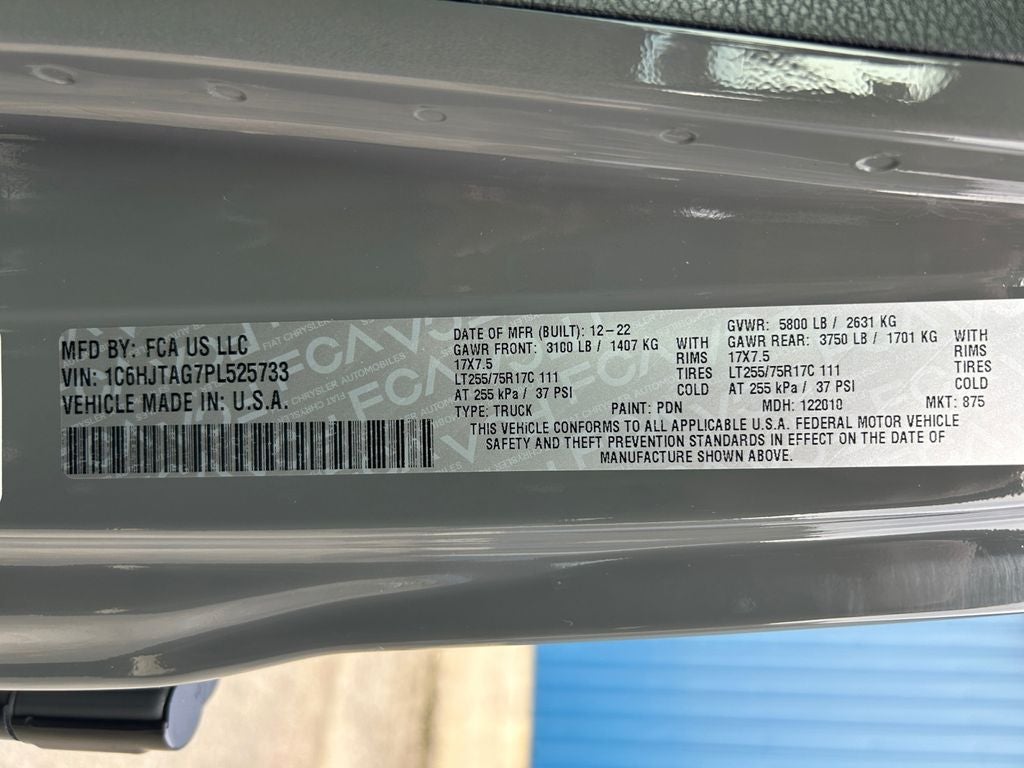 MFD BY: FCA US LLC
VIN: 1C6HJTAG7PL525733
VEHICLE MADE IN: U.S.A.
DATE OF MFR (BUILT): 12-22
GAWR FRONT: 3100 LB / 1407 KG WITH
17X7.5 RIMS
LT255/75R17C 111 TIRES
AT 255 kPa / 37 PSI COLD
GVWR: 5800 LB / 2631 KG
GAWR REAR: 3750 LB / 1701 KG WITH
17X7.5 RIMS
LT255/75R17C 111 TIRES
AT 255 kPa / 37 PSI COLD
TYPE: TRUCK PAINT: PDN MDH: 122010 MKT: 875
THIS VEHICLE CONFORMS TO ALL APPLICABLE U.S.A. FEDERAL MOTOR VEHICLE
SAFETY AND THEFT PREVENTION STANDARDS IN EFFECT ON THE DATE OF
MANUFACTURE SHOWN ABOVE.